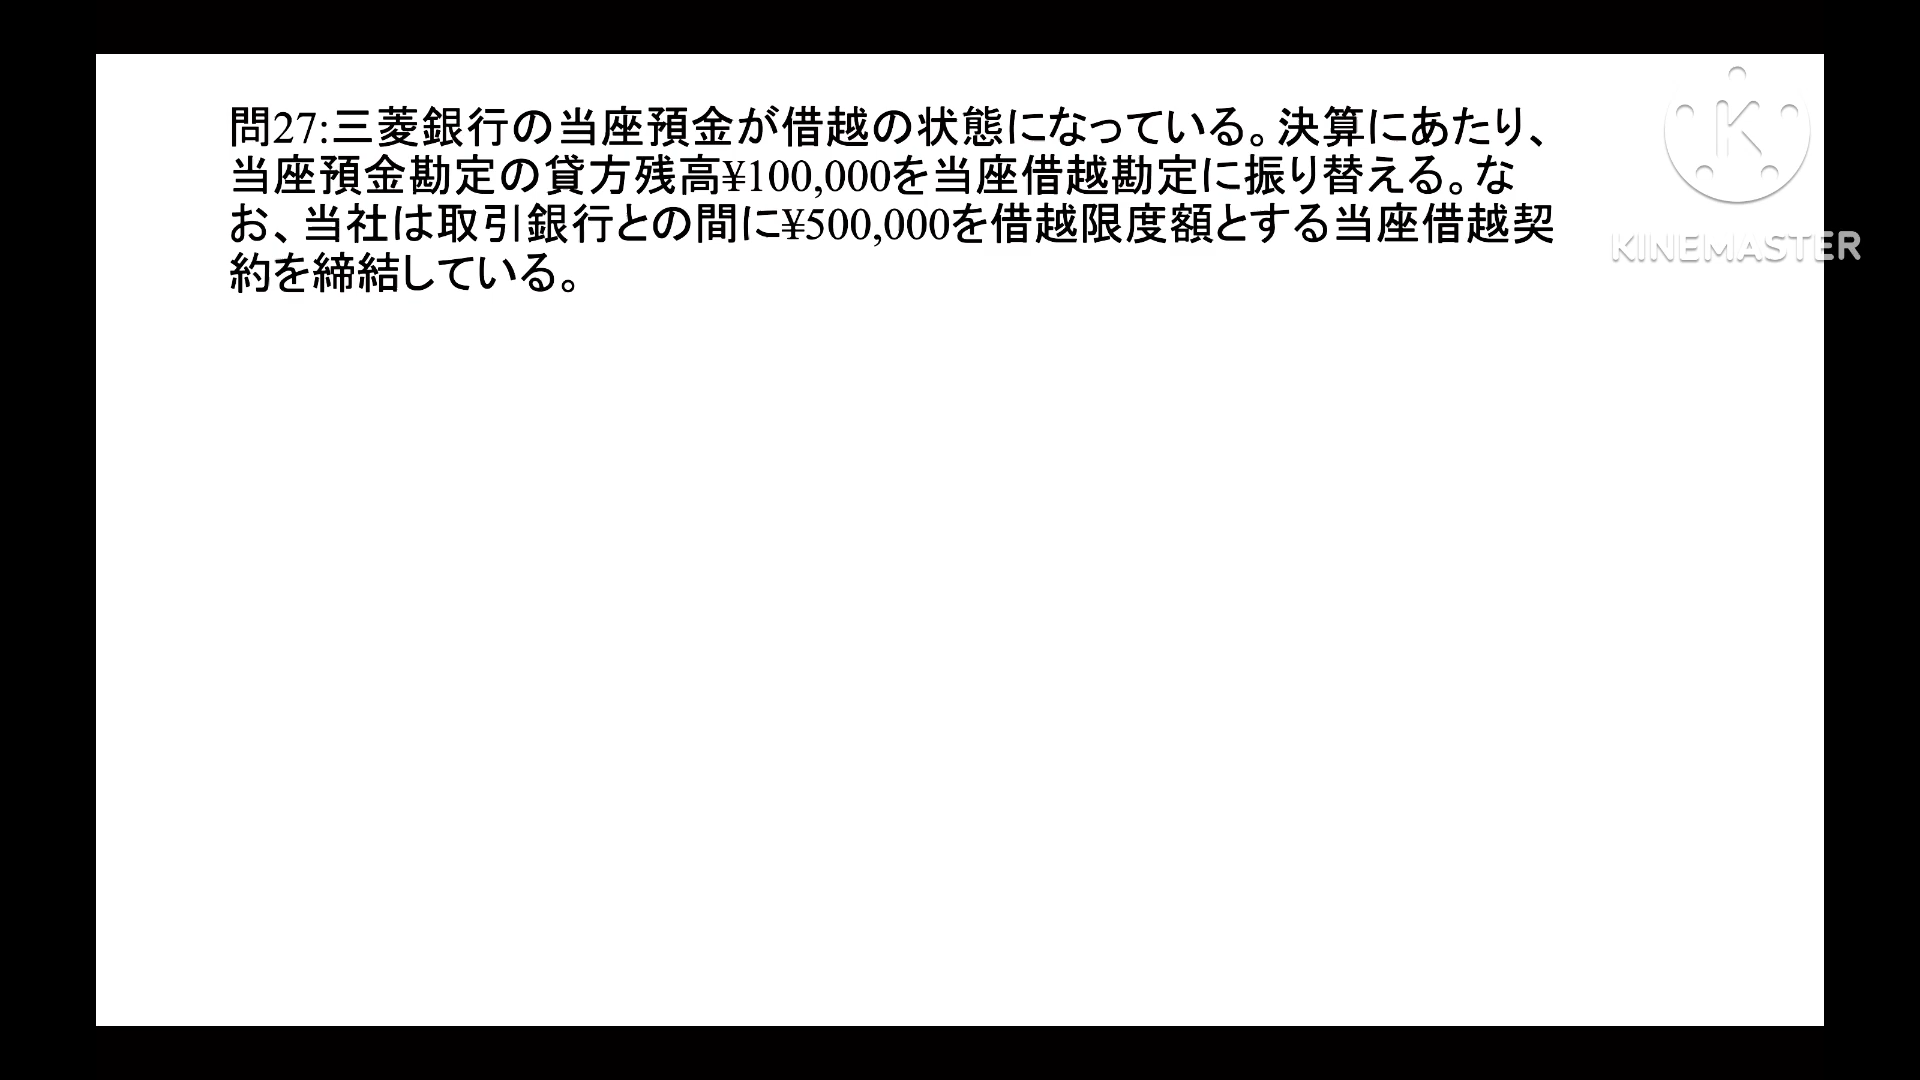 問27:三菱銀行の当座預金が借越の状態になっている。決算にあたり、
当座預金勘定の貸方残高¥100,000を当座借越勘定に振り替える。な
お、当社は取引銀行との間に¥500,000を借越限度額とする当座借越契
約を締結している。
KINEMASTER